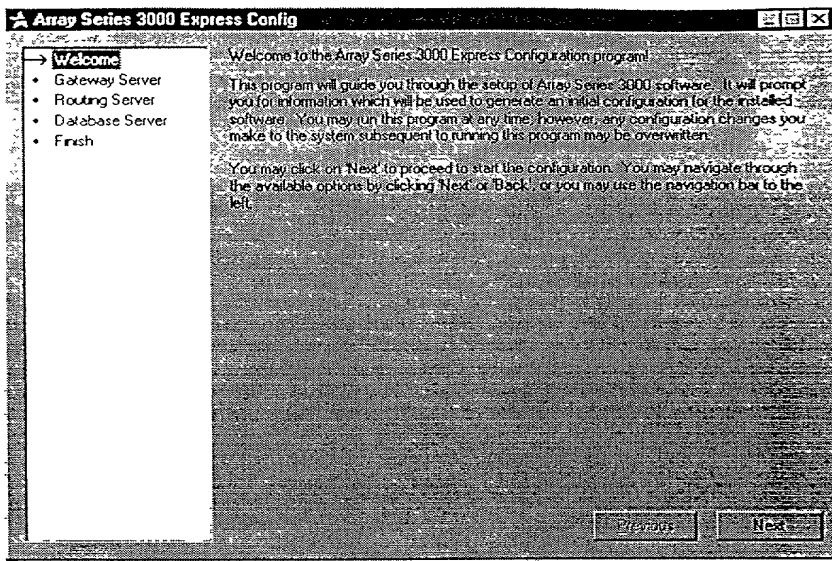 Array Series 3000 Express Config
Welcome
Gateway Server
Routing Server
Database Server
Finish
Welcome to the Array Series 3000 Express Configuration program!
This program will guide you through the setup of Array Series 3000 software. It will prompt
you for information which will be used to generate an initial configuration for the installed
software. You may run this program at any time; however, any configuration changes you
make to the system subsequent to running this program may be overwritten.
You may click on 'Next' to proceed to start the configuration. You may navigate through
the available options by clicking 'Next' or 'Back', or you may use the navigation bar to the
left.
Previous
Next